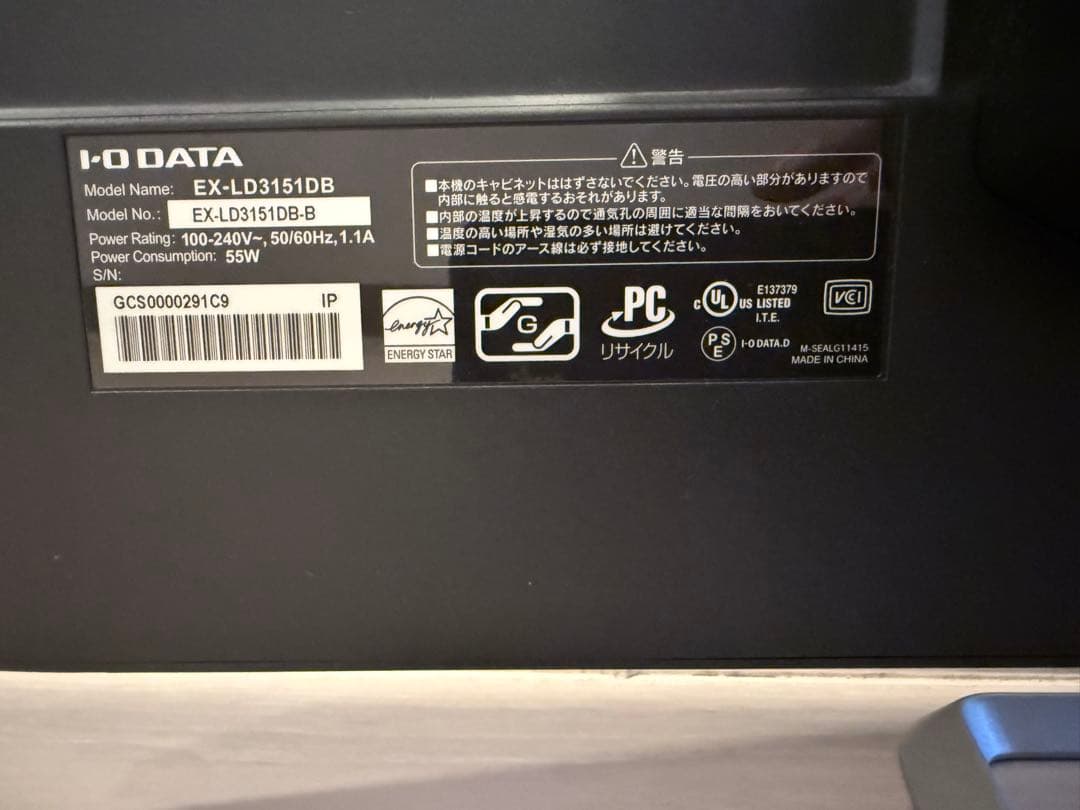 I-O DATA
Model Name: EX-LD3151DB
Model No.: EX-LD3151DB-B
Power Rating: 100-240V~, 50/60Hz, 1.1A
Power Consumption: 55W
S/N:
GCS0000291C9 IP
警告
■本機のキャビネットははずさないでください。電圧の高い部分がありますので
内部に触ると感電するおそれがあります。
■内部の温度が上昇するので通気孔の周囲に適当な間隔をおいてください。
■温度の高い場所や湿気の多い場所は避けてください。
■電源コードのアース線は必ず接地してください。
energy
ENERGY STAR
G
PC
リサイクル
C UL US LISTED
E137379
I.T.E.
PSE
I-O DATA.D
VCI
M-SEALG11415
MADE IN CHINA